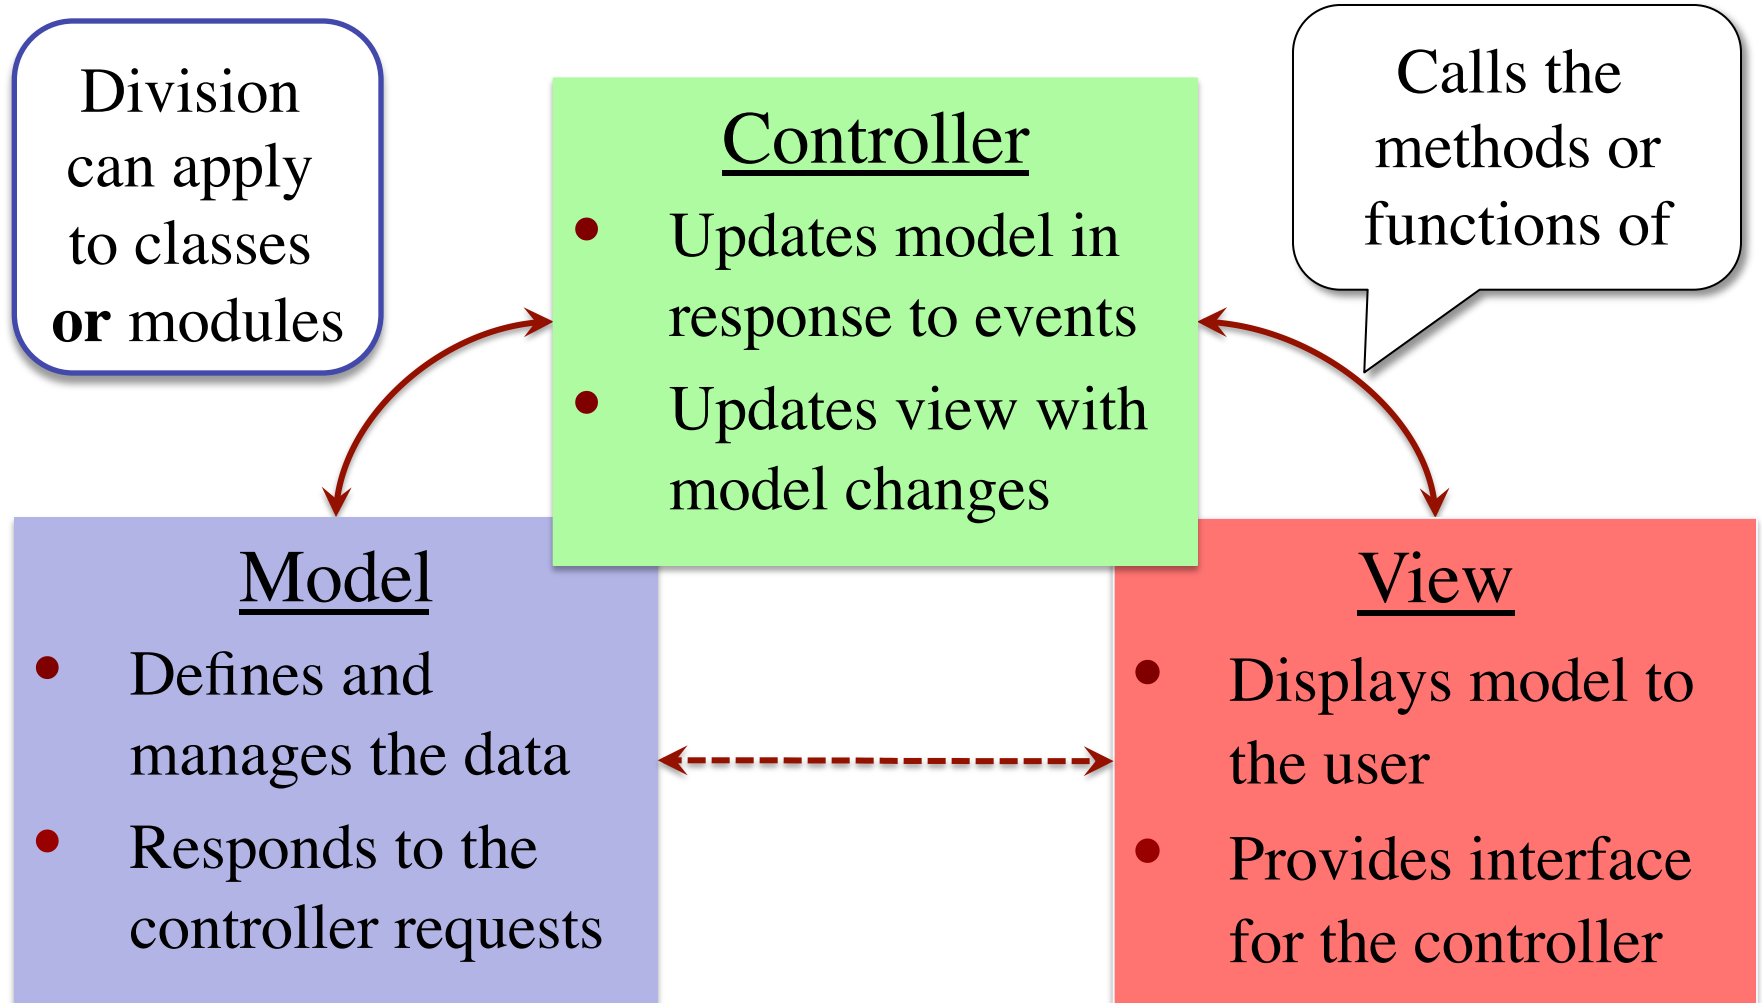 Division
can apply
to classes
or modules
Controller
• Updates model in
response to events
• Updates view with
model changes
Calls the
methods or
functions of
Model
• Defines and
manages the data
• Responds to the
controller requests
View
• Displays model to
the user
• Provides interface
for the controller